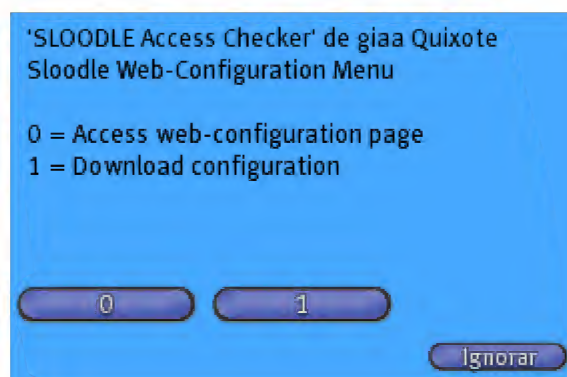 'SLOODLE Access Checker' de giaa Quixote
Sloodle Web-Configuration Menu
0 = Access web-configuration page
1 = Download configuration
0 1
Ignorar